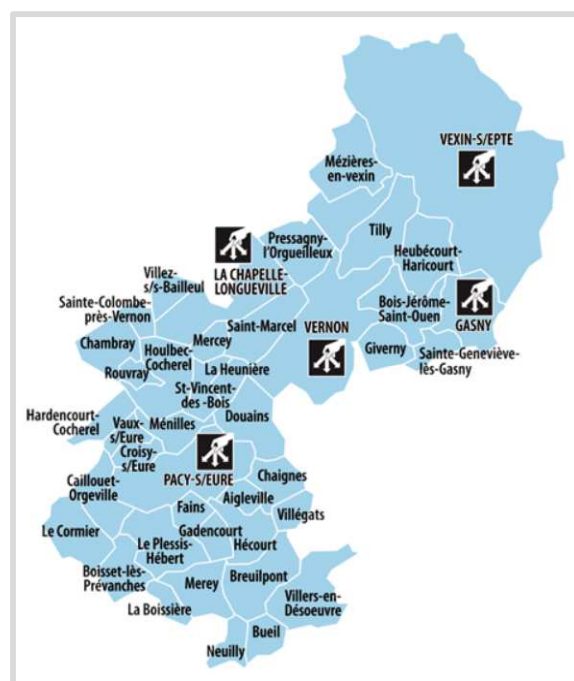 VEXIN-S/EPTE
Mézières-
en-vexin
Tilly
Pressagny-
l'Orgueilleux
Heubécourt-
Haricourt
LA CHAPELLE-
LONGUEVILLE
Villez-
s/s-Bailleul
Bois-Jérôme-
Saint-Ouen
GASNY
Sainte-Colombe-
près-Vernon
Saint-Marcel
VERNON
Giverny
Sainte-Geneviève-
lès-Gasny
Chambray
Mercey
Houlbec-
Cocherel
La Heunière
Rouvray
St-Vincent-
des -Bois
Hardencourt-
Cocherel
Vaux-
s/Eure
Ménilles
Douains
Croisy-
s/Eure
PACY-S/EURE
Chaignes
Caillouet-
Orgeville
Aigleville
Fains
Villégats
Le Cormier
Gadencourt
Le Plessis-
Hébert
Hécourt
Boisset-lès-
Prévanches
Merey
Breuilpont
Villers-en-
Désoeuvre
La Boissière
Bueil
Neuilly